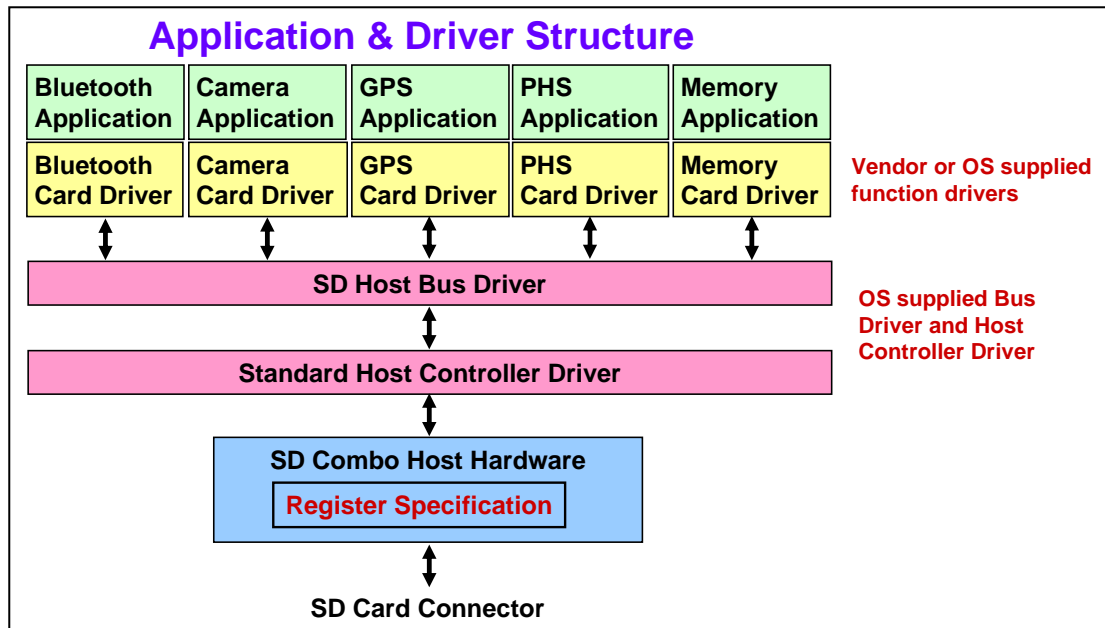 Application & Driver Structure
Bluetooth
Application
Camera
Application
GPS
Application
PHS
Application
Memory
Application
Bluetooth
Card Driver
Camera
Card Driver
GPS
Card Driver
PHS
Card Driver
Memory
Card Driver
Vendor or OS supplied
function drivers
SD Host Bus Driver
OS supplied Bus
Driver and Host
Controller Driver
Standard Host Controller Driver
SD Combo Host Hardware
Register Specification
SD Card Connector